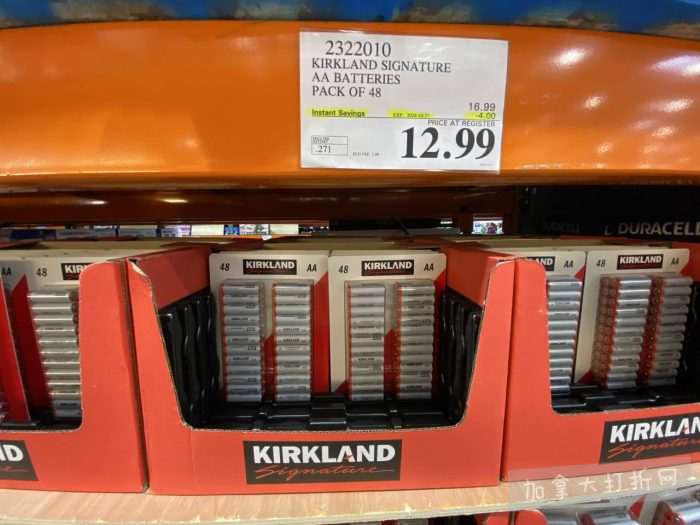 2322010
KIRKLAND SIGNATURE
AA BATTERIES
PACK OF 48
16.99
Instant Savings
-4.00
PRICE AT REGISTER
.271
12.99
DURACELL
AA
48
KIRKLAND
48
KIRKLAND
AA
48
KIRKLAND
AA
48
KIRKLAND
KIRKLAND
Signature
KIRKLAND
Signature
加拿大打折网